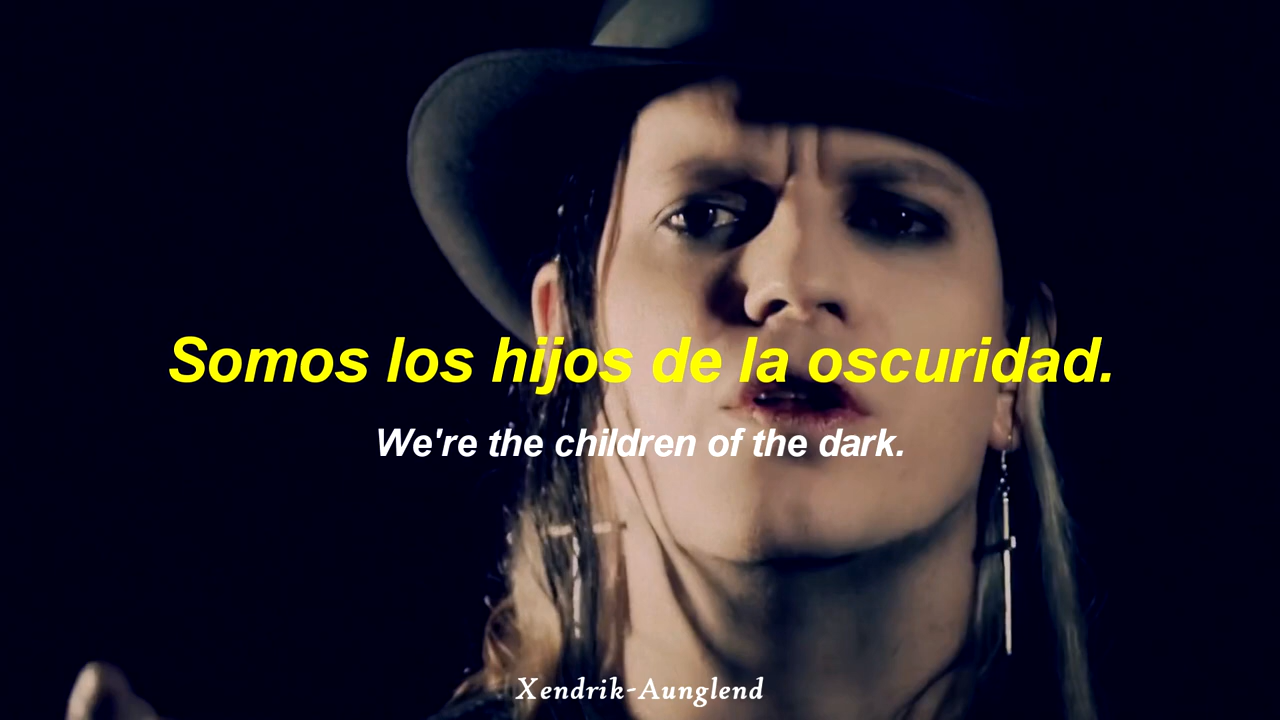 Somos los hijos de la oscuridad.
We're the children of the dark.
Xendrik-Aunglend